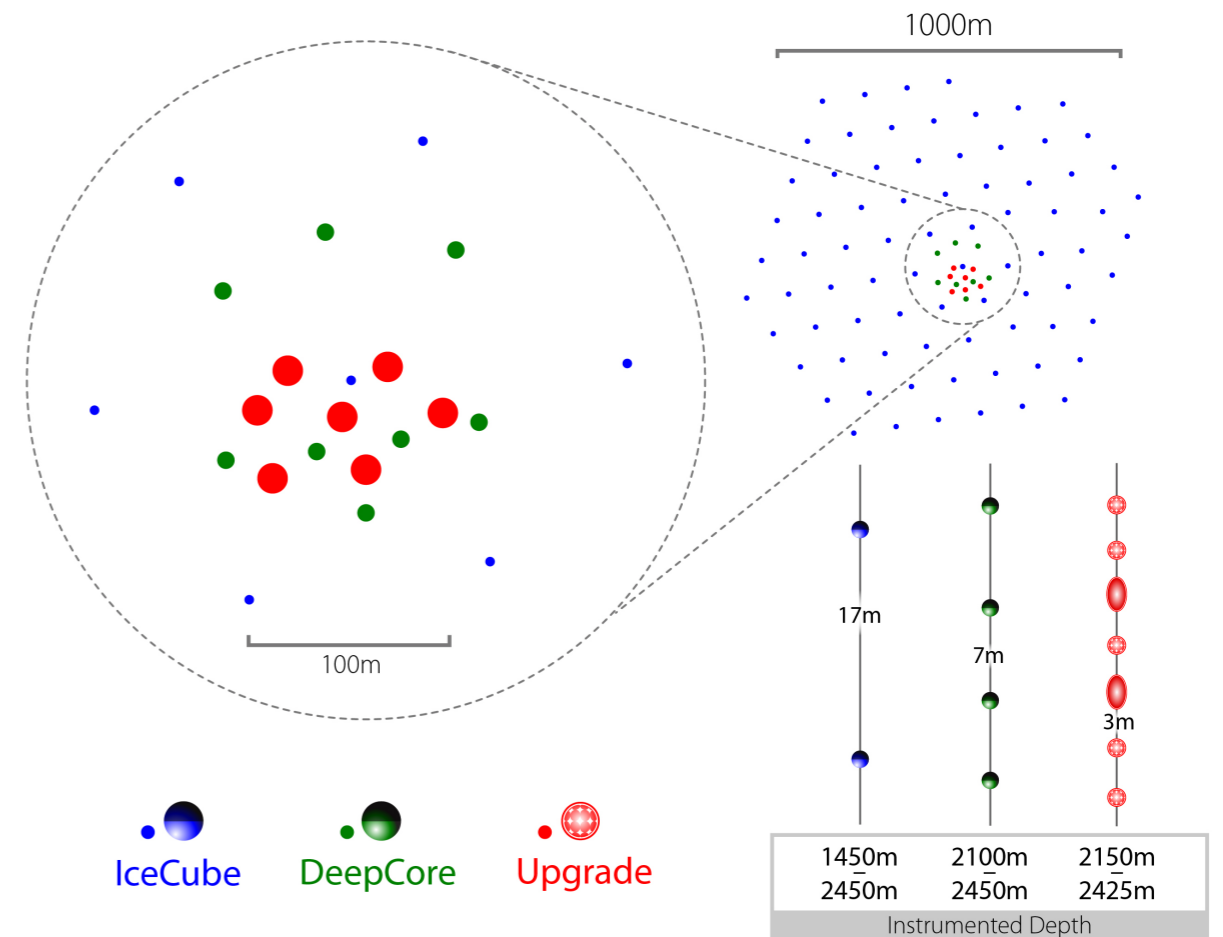 1000m
100m
17m
7m
3m
IceCube
DeepCore
Upgrade
1450m
–
2450m
2100m
–
2450m
2150m
–
2425m
Instrumented Depth